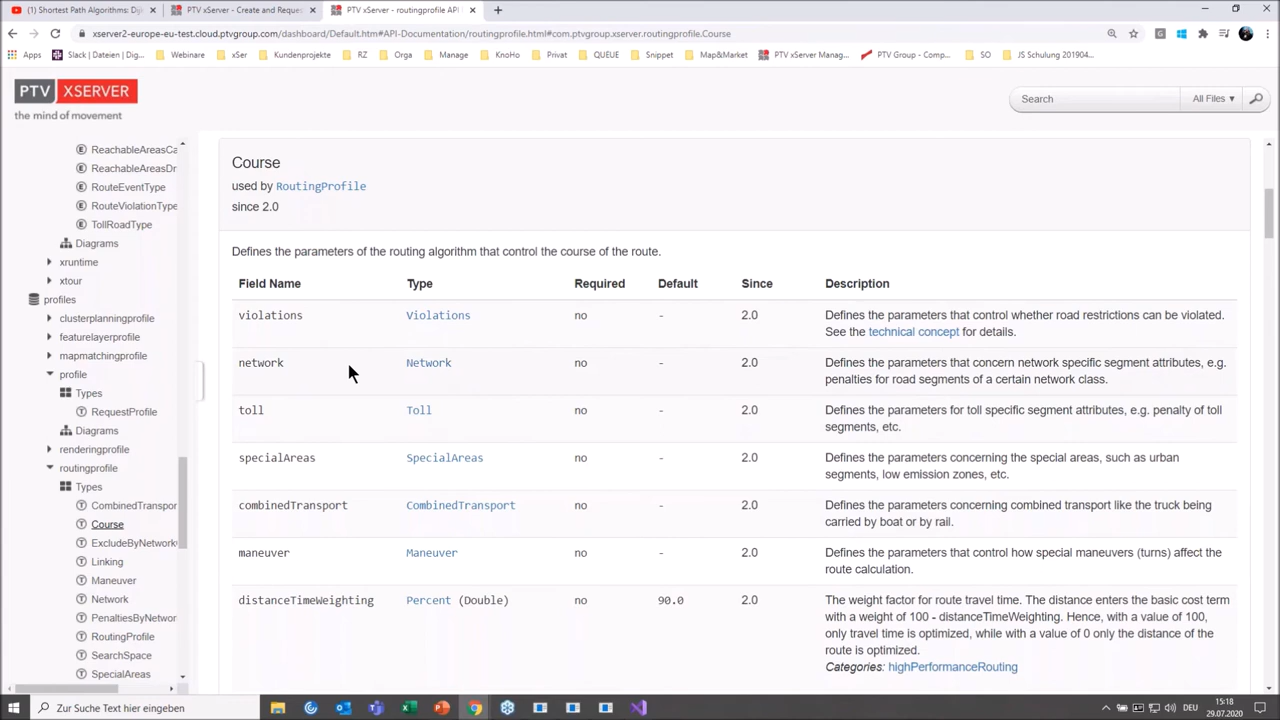 (1) Shortest Path Algorithms: Dij
PTV xServer - Create and Reques
PTV xServer - routingprofile API
xserver2-europe-eu-test.cloud.ptvgroup.com/dashboard/Default.htm#API-Documentation/routingprofile.html#com.ptvgroup.xserver.routingprofile.Course
Apps Slack | Dateien | Dig... Webinare xSer Kundenprojekte RZ Orga Manage KnoHo Privat QUEUE Snippet Map&Market PTV xServer Manag... PTV Group - Comp... SO JS Schulung 201904...
PTV XSERVER
the mind of movement
Search All Files ▾
ReachableAreasCa
ReachableAreasDr
RouteEventType
RouteViolationType
TollRoadType
Diagrams
xruntime
xtour
profiles
clusterplanningprofile
featurelayerprofile
mapmatchingprofile
profile
Types
RequestProfile
Diagrams
renderingprofile
routingprofile
Types
CombinedTranspor
Course
ExcludeByNetwork
Linking
Maneuver
Network
PenaltiesByNetwor
RoutingProfile
SearchSpace
SpecialAreas
Course
used by RoutingProfile
since 2.0
Defines the parameters of the routing algorithm that control the course of the route.
Field Name Type Required Default Since Description
violations Violations no - 2.0 Defines the parameters that control whether road restrictions can be violated.
See the technical concept for details.
network Network no - 2.0 Defines the parameters that concern network specific segment attributes, e.g.
penalties for road segments of a certain network class.
toll Toll no - 2.0 Defines the parameters for toll specific segment attributes, e.g. penalty of toll
segments, etc.
specialAreas SpecialAreas no - 2.0 Defines the parameters concerning the special areas, such as urban
segments, low emission zones, etc.
combinedTransport CombinedTransport no - 2.0 Defines the parameters concerning combined transport like the truck being
carried by boat or by rail.
maneuver Maneuver no - 2.0 Defines the parameters that control how special maneuvers (turns) affect the
route calculation.
distanceTimeWeighting Percent (Double) no 90.0 2.0 The weight factor for route travel time. The distance enters the basic cost term
with a weight of 100 - distanceTimeWeighting. Hence, with a value of 100,
only travel time is optimized, while with a value of 0 only the distance of the
route is optimized.
Categories: highPerformanceRouting
Zur Suche Text hier eingeben
DEU
15:18
29.07.2020